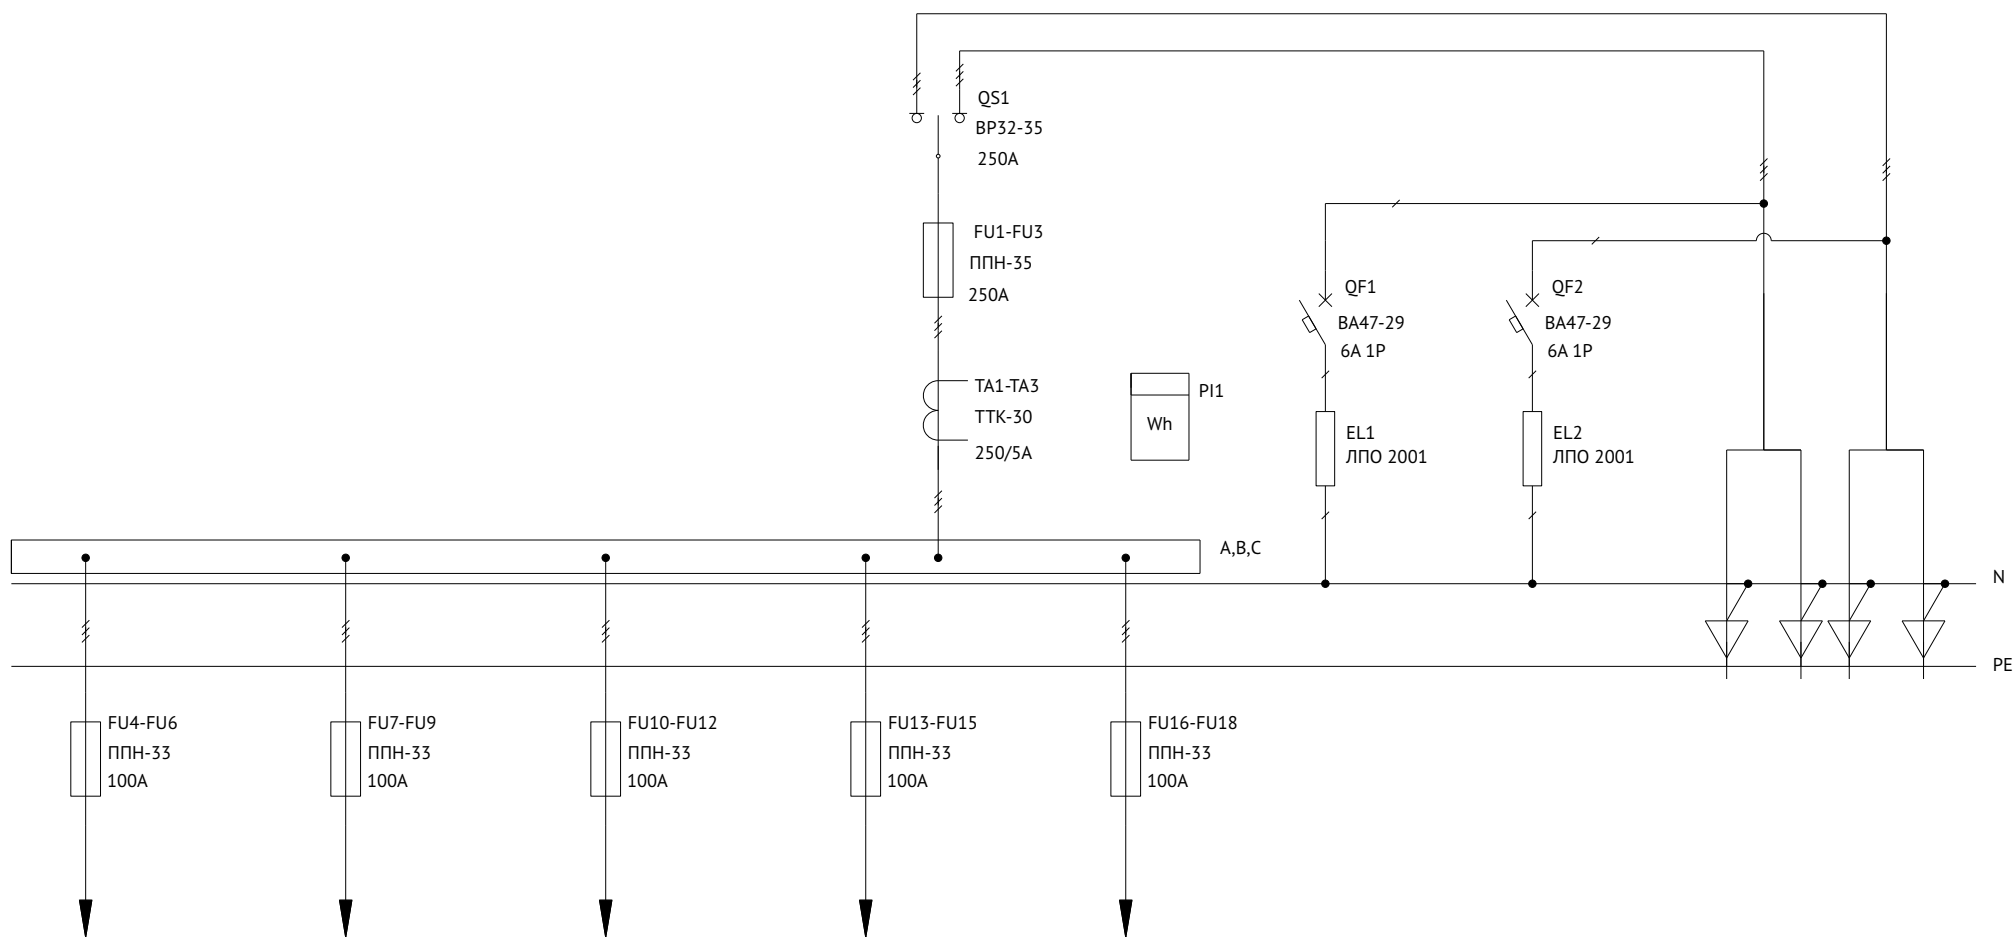 QS1
ВР32-35
250А
FU1-FU3
ППН-35
250А
QF1
ВА47-29
6А 1Р
QF2
ВА47-29
6А 1Р
ТА1-ТА3
ТТК-30
250/5А
PI1
Wh
EL1
ЛПО 2001
EL2
ЛПО 2001
А,В,С
N
PE
FU4-FU6
ППН-33
100А
FU7-FU9
ППН-33
100А
FU10-FU12
ППН-33
100А
FU13-FU15
ППН-33
100А
FU16-FU18
ППН-33
100А